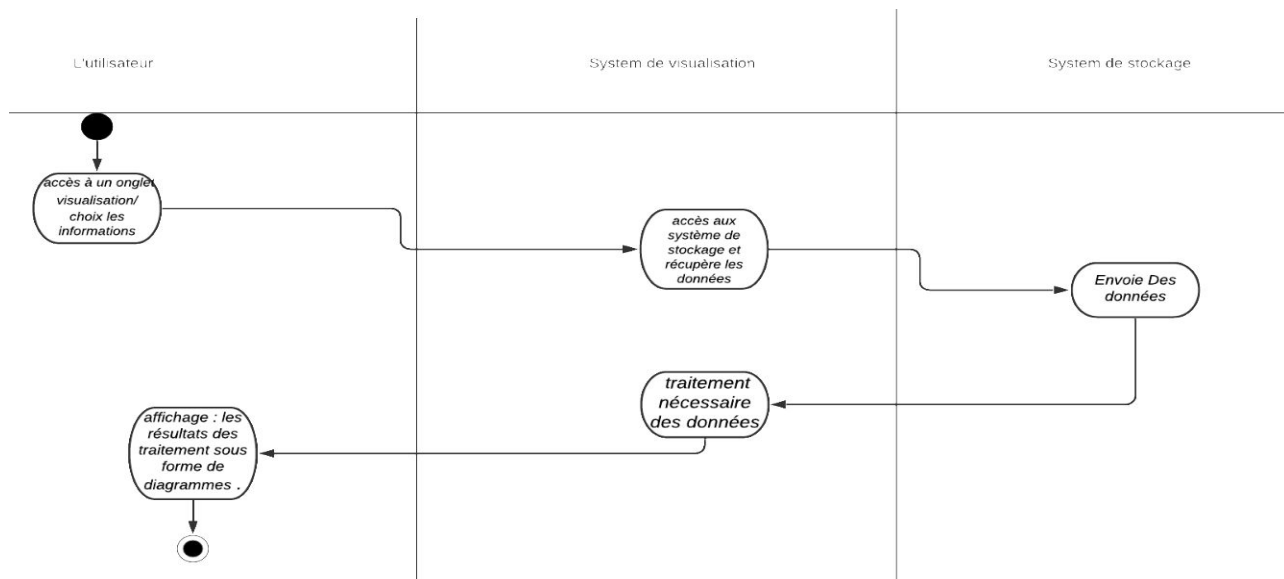 L'utilisateur
System de visualisation
System de stockage
accès à un onglet
visualisation/
choix les
informations
accès aux
système de
stockage et
récupère les
données
Envoie Des
données
traitement
nécessaire
des données
affichage : les
résultats des
traitement sous
forme de
diagrammes .